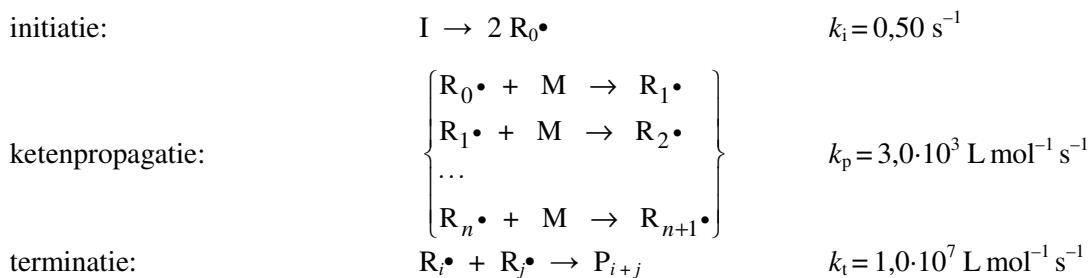 initiatie: I → 2 R₀• kᵢ = 0,50 s⁻¹
R₀• + M → R₁•
R₁• + M → R₂•
ketenpropagatie: … kₚ = 3,0·10³ L mol⁻¹ s⁻¹
Rₙ• + M → Rₙ₊₁•
terminatie: Rᵢ• + Rⱼ• → Pᵢ₊ⱼ kₜ = 1,0·10⁷ L mol⁻¹ s⁻¹